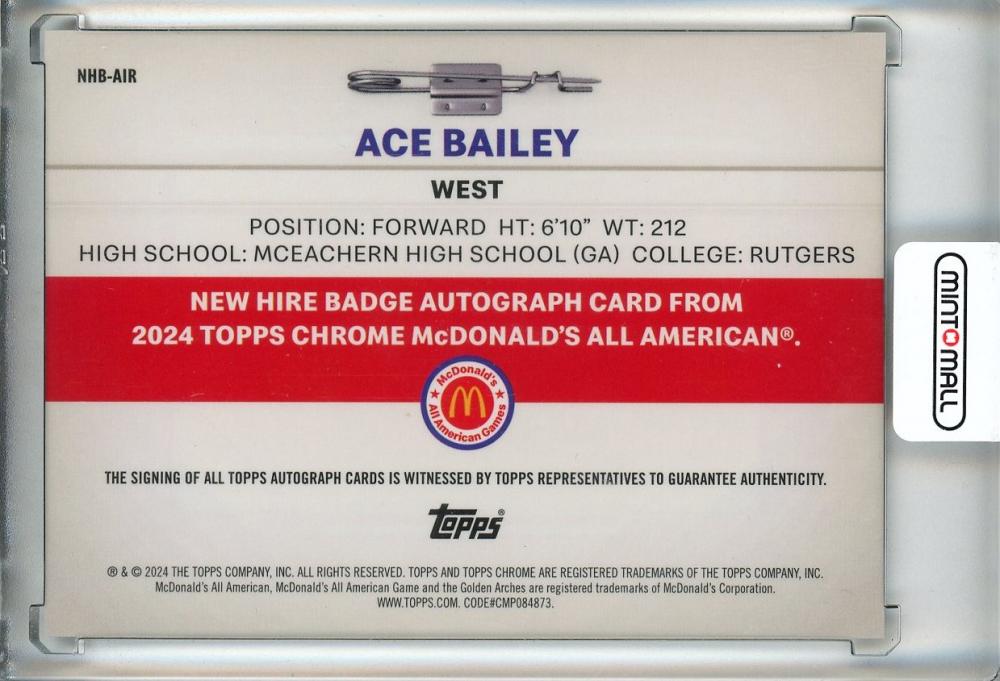 NHB-AIR
ACE BAILEY
WEST
POSITION: FORWARD HT: 6'10” WT: 212
HIGH SCHOOL: MCEACHERN HIGH SCHOOL (GA) COLLEGE: RUTGERS
NEW HIRE BADGE AUTOGRAPH CARD FROM
2024 TOPPS CHROME McDONALD'S ALL AMERICAN®.
McDonald's
All American Games
THE SIGNING OF ALL TOPPS AUTOGRAPH CARDS IS WITNESSED BY TOPPS REPRESENTATIVES TO GUARANTEE AUTHENTICITY.
Topps®
® & © 2024 THE TOPPS COMPANY, INC. ALL RIGHTS RESERVED. TOPPS AND TOPPS CHROME ARE REGISTERED TRADEMARKS OF THE TOPPS COMPANY, INC.
McDonald's All American, McDonald's All American Game and the Golden Arches are registered trademarks of McDonald's Corporation.
WWW.TOPPS.COM. CODE#CMP084873.
MINT MALL